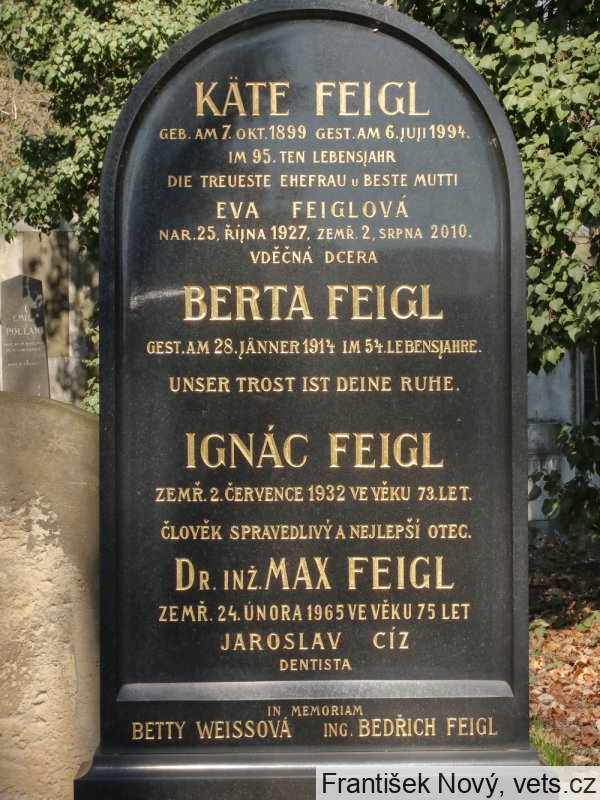 KÄTE FEIGL
GEB. AM 7. OKT. 1899 GEST. AM 6. JULI 1994.
IM 95. TEN LEBENSJAHR
DIE TREUESTE EHEFRAU U BESTE MUTTI
EVA FEIGLOVÁ
NAR. 25, ŘÍJNA 1927, ZEMŘ. 2, SRPNA 2010.
VDĚČNÁ DCERA
BERTA FEIGL
GEST. AM 28. JÄNNER 1914 IM 54. LEBENSJAHRE.
UNSER TROST IST DEINE RUHE.
IGNÁC FEIGL
ZEMŘ. 2. ČERVENCE 1932 VE VĚKU 73. LET.
ČLOVĚK SPRAVEDLIVÝ A NEJLEPŠÍ OTEC.
DR. INŽ. MAX FEIGL
ZEMŘ. 24. ÚNORA 1965 VE VĚKU 75 LET
JAROSLAV CÍZ
DENTISTA
IN MEMORIAM
BETTY WEISSOVÁ ING. BEDŘICH FEIGL
POLLAK
František Nový, vets.cz